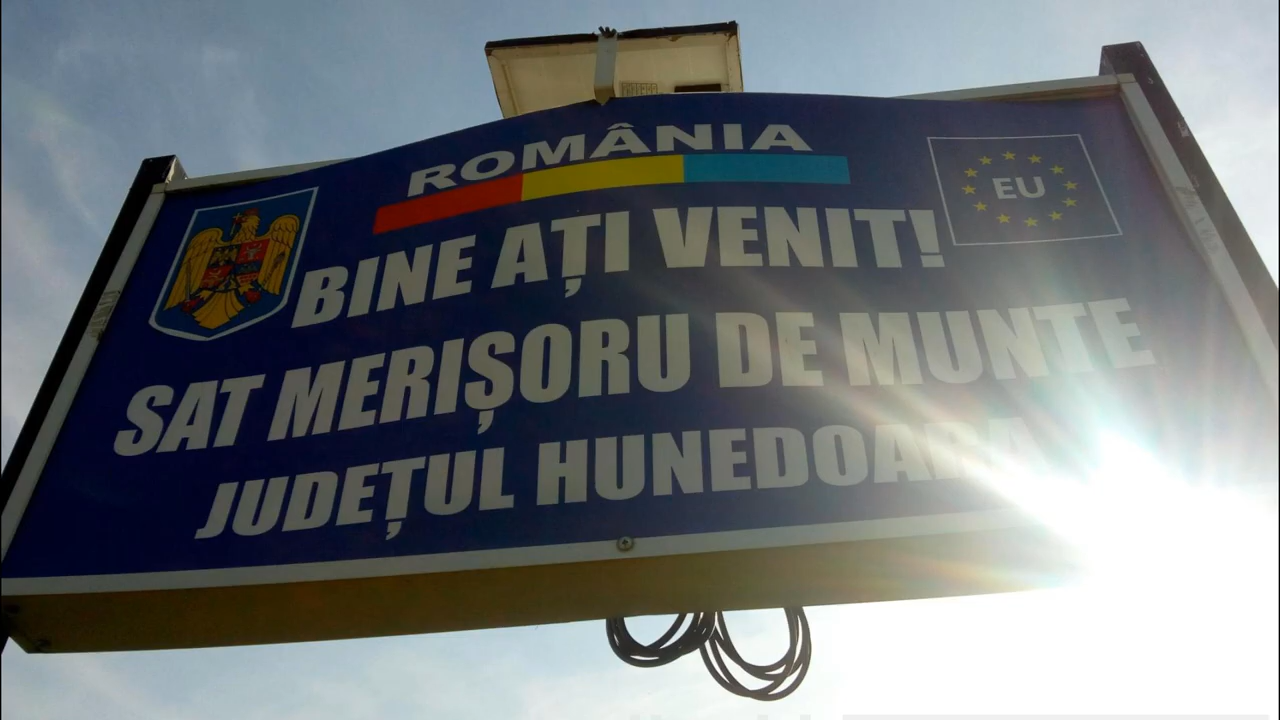 ROMÂNIA
EU
BINE AȚI VENIT!
SAT MERIȘORU DE MUNTE
JUDEȚUL HUNEDOARA